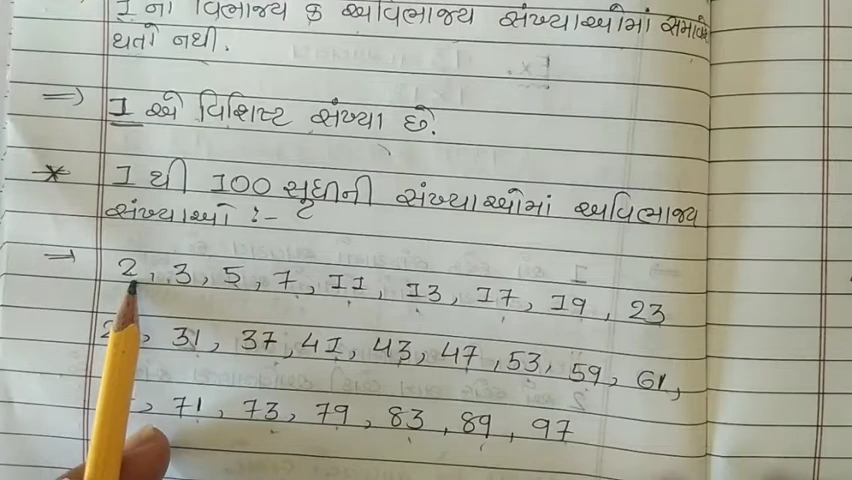 1 ના વિભાજ્ય કે અવિભાજ્ય સંખ્યાઓમાં સમાવેશ
થતો નથી.
=> 1 એ વિશિષ્ટ સંખ્યા છે.
* 1 થી 100 સુધીની સંખ્યાઓમાં અવિભાજ્ય
સંખ્યાઓ :-
→ 2, 3, 5, 7, 11, 13, 17, 19, 23
, 31, 37, 41, 43, 47, 53, 59, 61,
, 71, 73, 79, 83, 89, 97